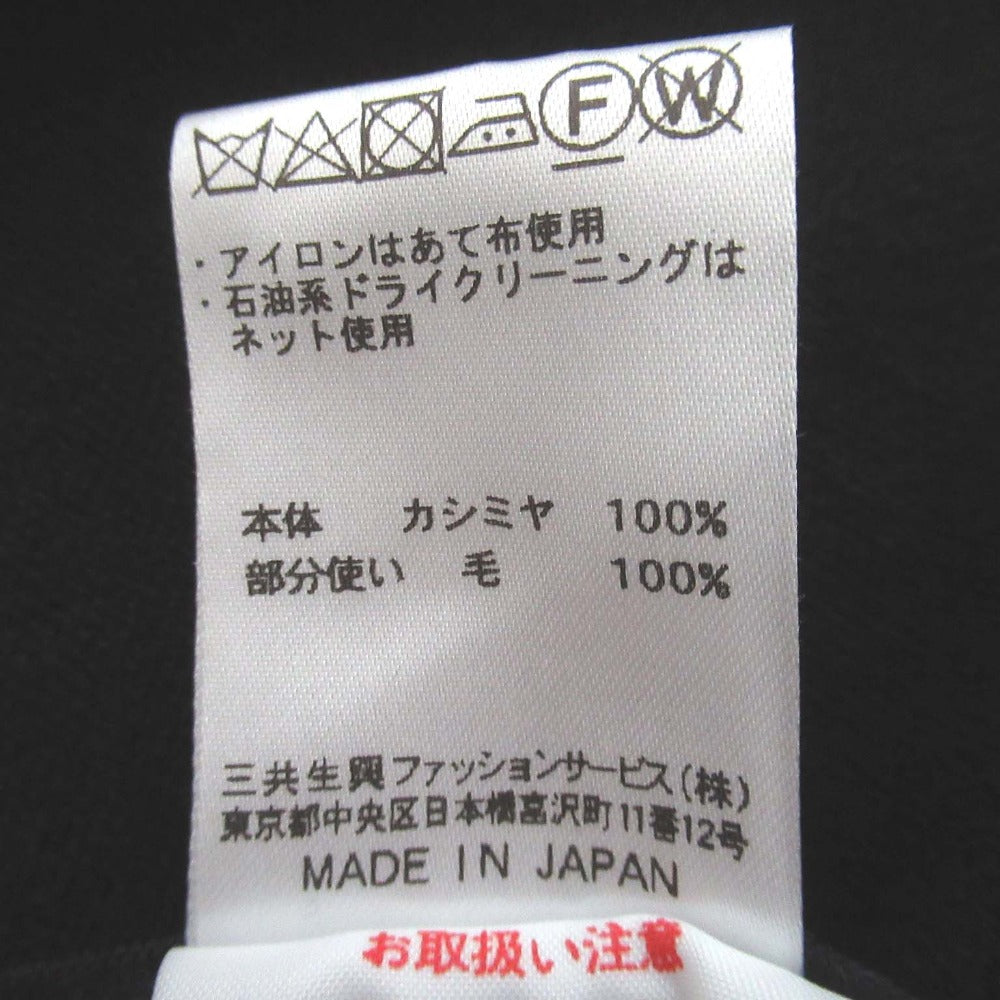 F W
・アイロンはあて布使用
・石油系ドライクリーニングは
ネット使用
本体 カシミヤ 100%
部分使い 毛 100%
三共生興ファッションサービス(株)
東京都中央区日本橋富沢町11番12号
MADE IN JAPAN
お取扱い注意